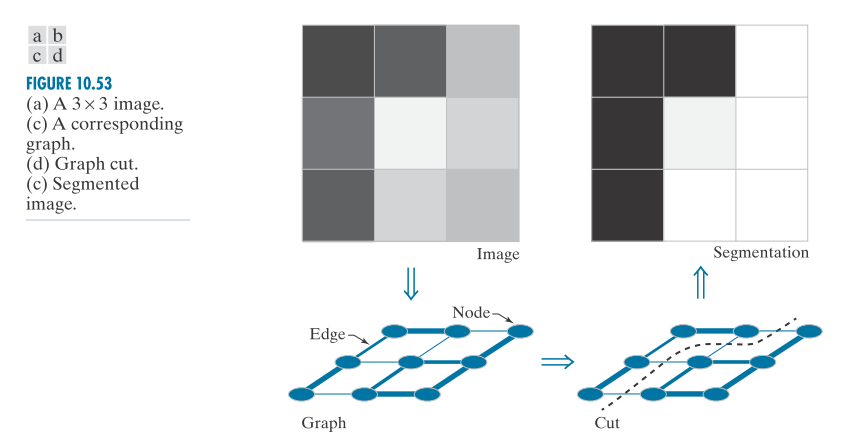 a b
c d
FIGURE 10.53
(a) A 3 × 3 image.
(c) A corresponding
graph.
(d) Graph cut.
(c) Segmented
image.
Image
Segmentation
Node
Edge
Graph
Cut